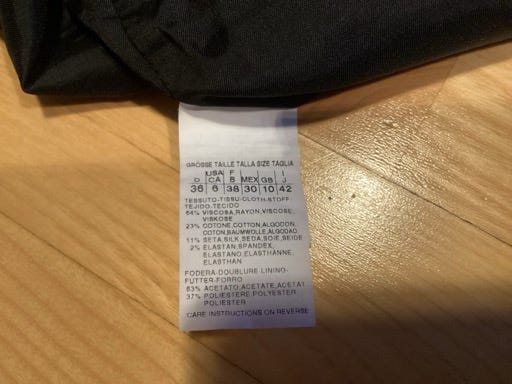 GRÖSSE TAILLE TALLA SIZE TAGLIA
USA F I
D CA B MEX GB J
36 6 38 30 10 42
TESSUTO-TISSU-CLOTH-STOFF-
TEJIDO-TECIDO
64% VISCOSA,RAYON,VISCOSE,
VISKOSE
23% COTONE,COTTON,ALGODON,
COTON,BAUMWOLLE,ALGODAO
11% SETA,SILK,SEDA,SOIE,SEIDE
2% ELASTAN,SPANDEX,
ELASTANO,ELASTHANNE,
ELASTHAN
FODERA-DOUBLURE LINING-
FUTTER-FORRO
63% ACETATO,ACETATE,ACETAT
37% POLIESTERE,POLYESTER,
POLIESTER
CARE INSTRUCTIONS ON REVERSE